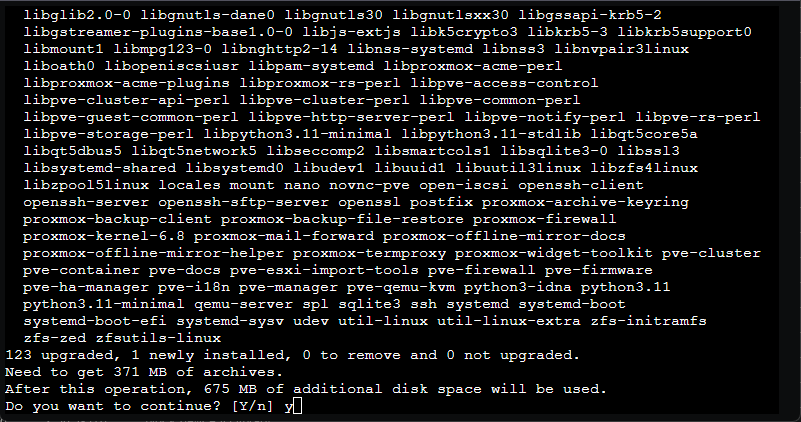 libglib2.0-0 libgnutls-dane0 libgnutls30 libgnutlsxx30 libgssapi-krb5-2
libgstreamer-plugins-base1.0-0 libjs-extjs libk5crypto3 libkrb5-3 libkrb5support0
libmount1 libmpg123-0 libnghttp2-14 libnss-systemd libnss3 libnvpair3linux
liboath0 libopeniscsiusr libpam-systemd libproxmox-acme-perl
libproxmox-acme-plugins libproxmox-rs-perl libpve-access-control
libpve-cluster-api-perl libpve-cluster-perl libpve-common-perl
libpve-guest-common-perl libpve-http-server-perl libpve-notify-perl libpve-rs-perl
libpve-storage-perl libpython3.11-minimal libpython3.11-stdlib libqt5core5a
libqt5dbus5 libqt5network5 libseccomp2 libsmartcols1 libsqlite3-0 libssl3
libsystemd-shared libsystemd0 libudev1 libuuid1 libuutil3linux libzfs4linux
libzpool5linux locales mount nano novnc-pve open-iscsi openssh-client
openssh-server openssh-sftp-server openssl postfix proxmox-archive-keyring
proxmox-backup-client proxmox-backup-file-restore proxmox-firewall
proxmox-kernel-6.8 proxmox-mail-forward proxmox-offline-mirror-docs
proxmox-offline-mirror-helper proxmox-termproxy proxmox-widget-toolkit pve-cluster
pve-container pve-docs pve-esxi-import-tools pve-firewall pve-firmware
pve-ha-manager pve-i18n pve-manager pve-qemu-kvm python3-idna python3.11
python3.11-minimal qemu-server spl sqlite3 ssh systemd systemd-boot
systemd-boot-efi systemd-sysv udev util-linux util-linux-extra zfs-initramfs
zfs-zed zfsutils-linux
123 upgraded, 1 newly installed, 0 to remove and 0 not upgraded.
Need to get 371 MB of archives.
After this operation, 675 MB of additional disk space will be used.
Do you want to continue? [Y/n] y